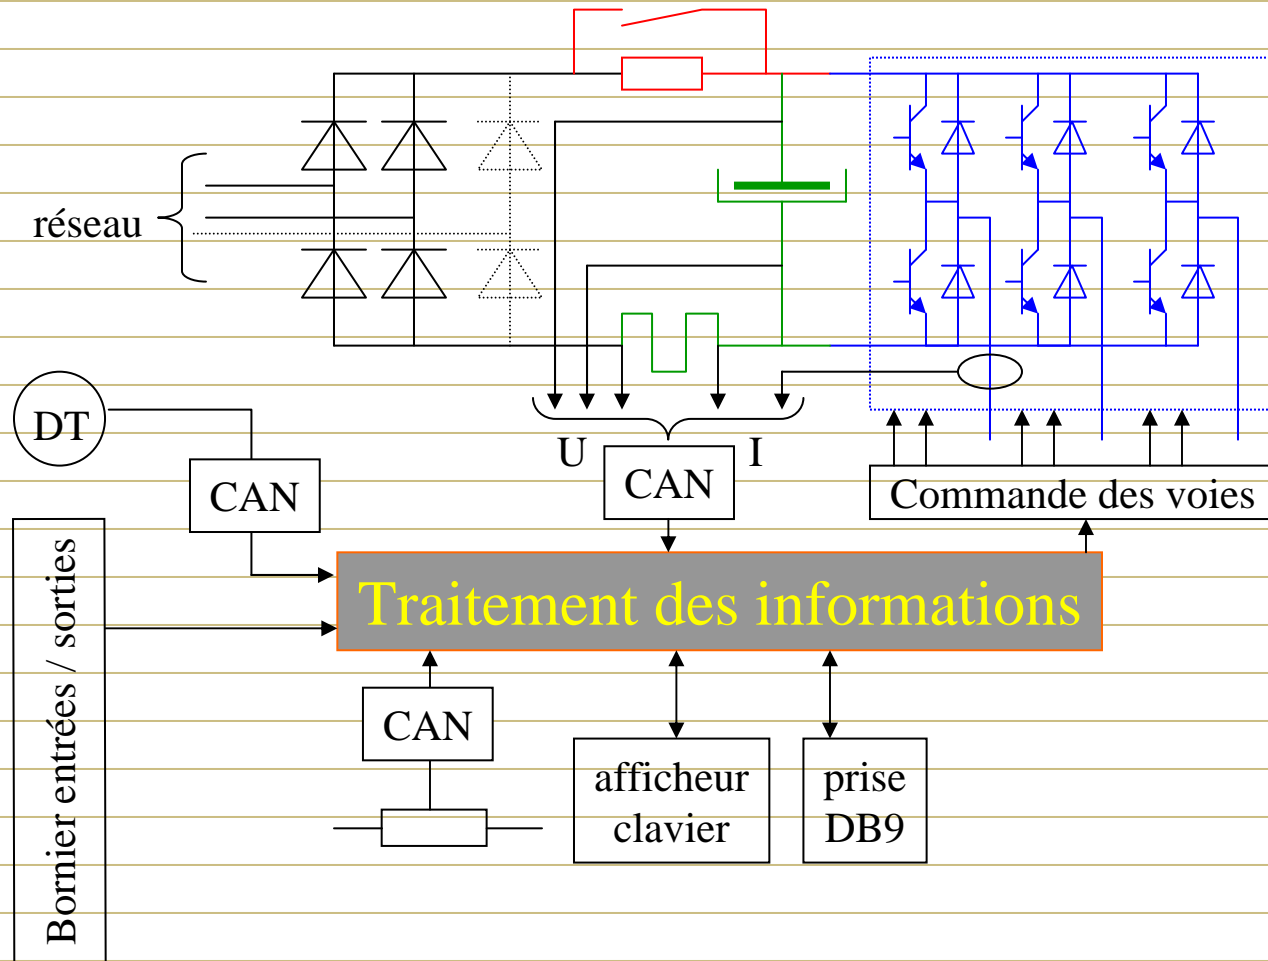 réseau
DT
U
I
CAN
CAN
Commande des voies
Traitement des informations
Bornier entrées / sorties
CAN
afficheur
clavier
prise
DB9